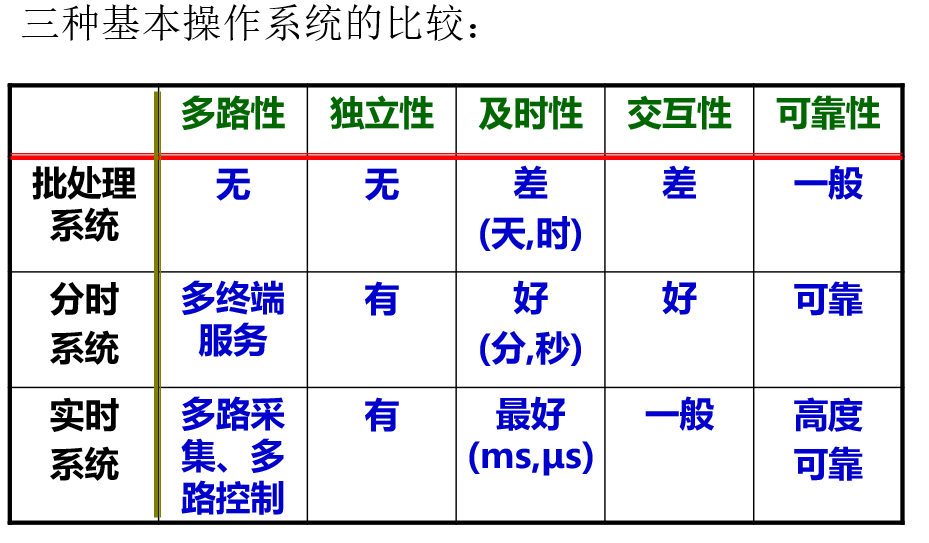 三种基本操作系统的比较：
多路性 独立性 及时性 交互性 可靠性
批处理系统 无 无 差(天,时) 差 一般
分时系统 多终端服务 有 好(分,秒) 好 可靠
实时系统 多路采集、多路控制 有 最好(ms,μs) 一般 高度可靠